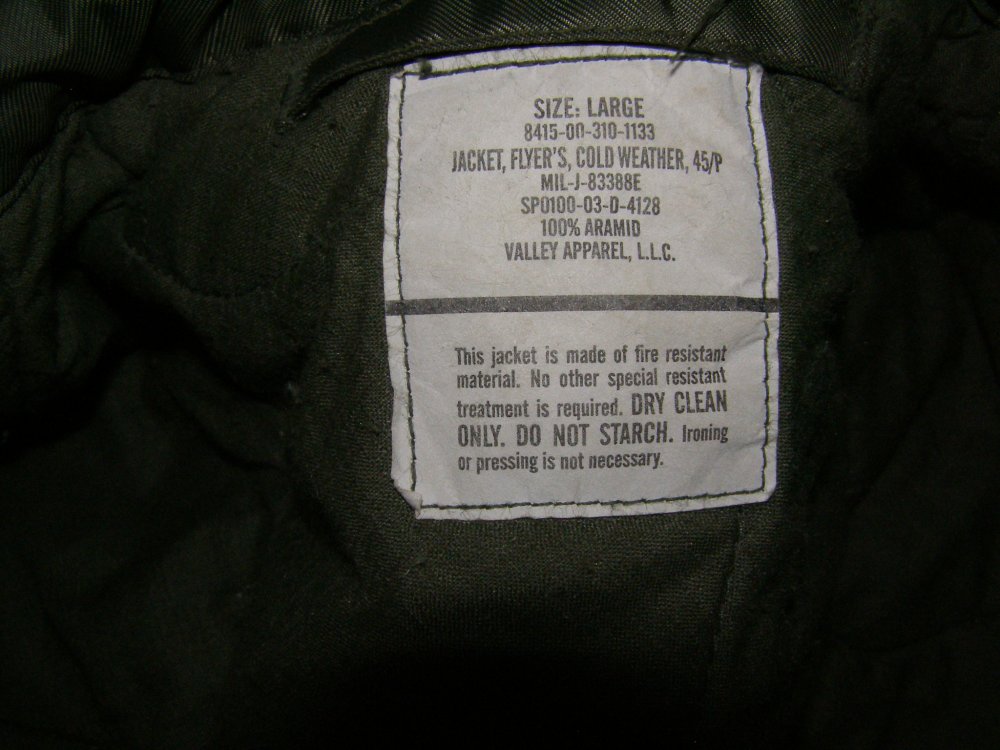 SIZE: LARGE
8415-00-310-1133
JACKET, FLYER'S, COLD WEATHER, 45/P
MIL-J-83388E
SP0100-03-D-4128
100% ARAMID
VALLEY APPAREL, L.L.C.
This jacket is made of fire resistant
material. No other special resistant
treatment is required. DRY CLEAN
ONLY. DO NOT STARCH. Ironing
or pressing is not necessary.